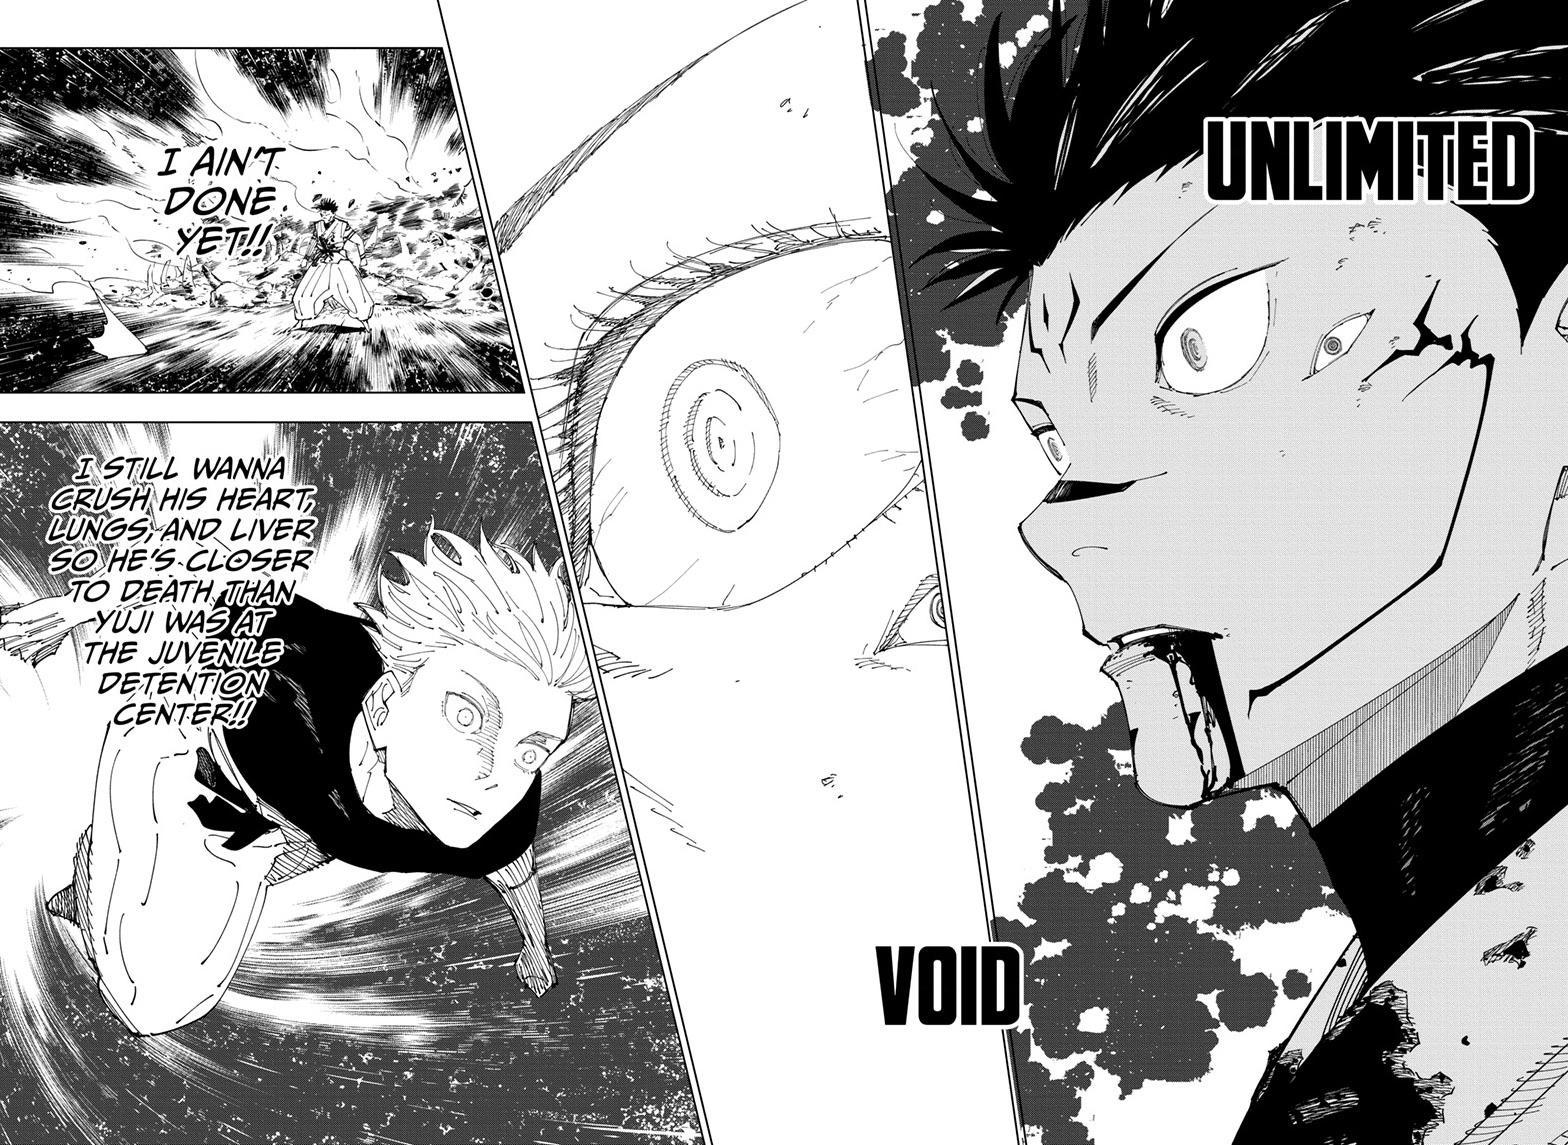 UNLIMITED
VOID
I AIN'T
DONE
YET!!
I STILL WANNA
CRUSH HIS HEART,
LUNGS, AND LIVER
SO HE'S CLOSER
TO DEATH THAN
YUJI WAS AT
THE JUVENILE
DETENTION
CENTER!!